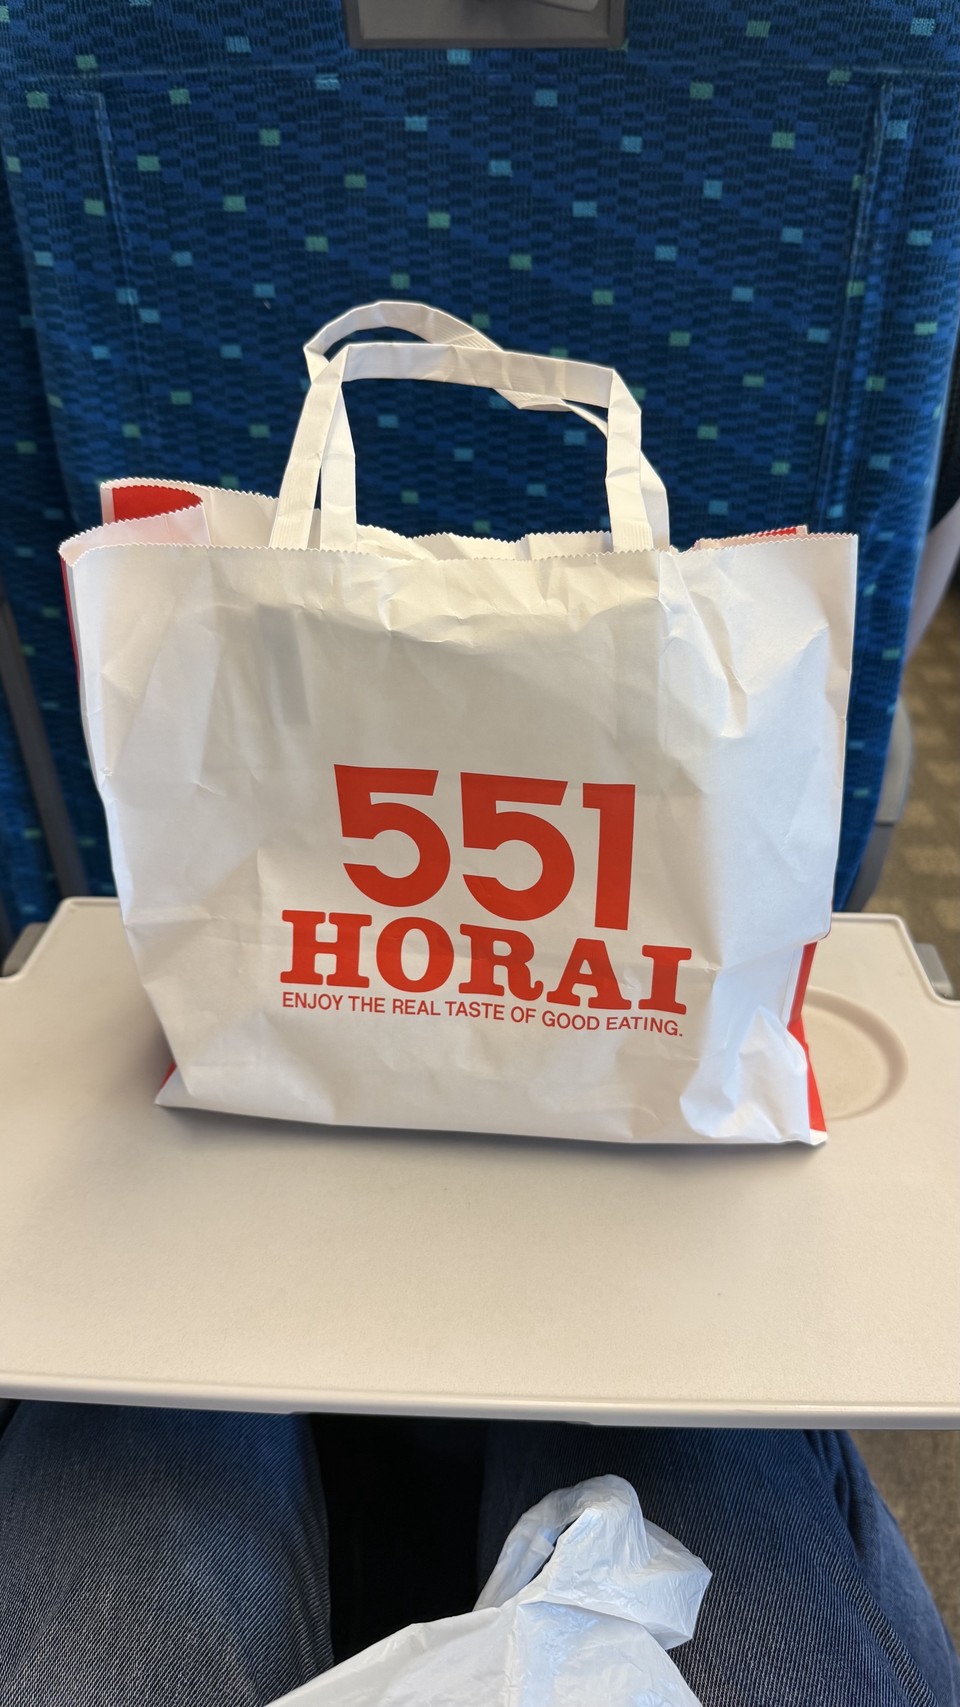 551
HORAI
ENJOY THE REAL TASTE OF GOOD EATING.